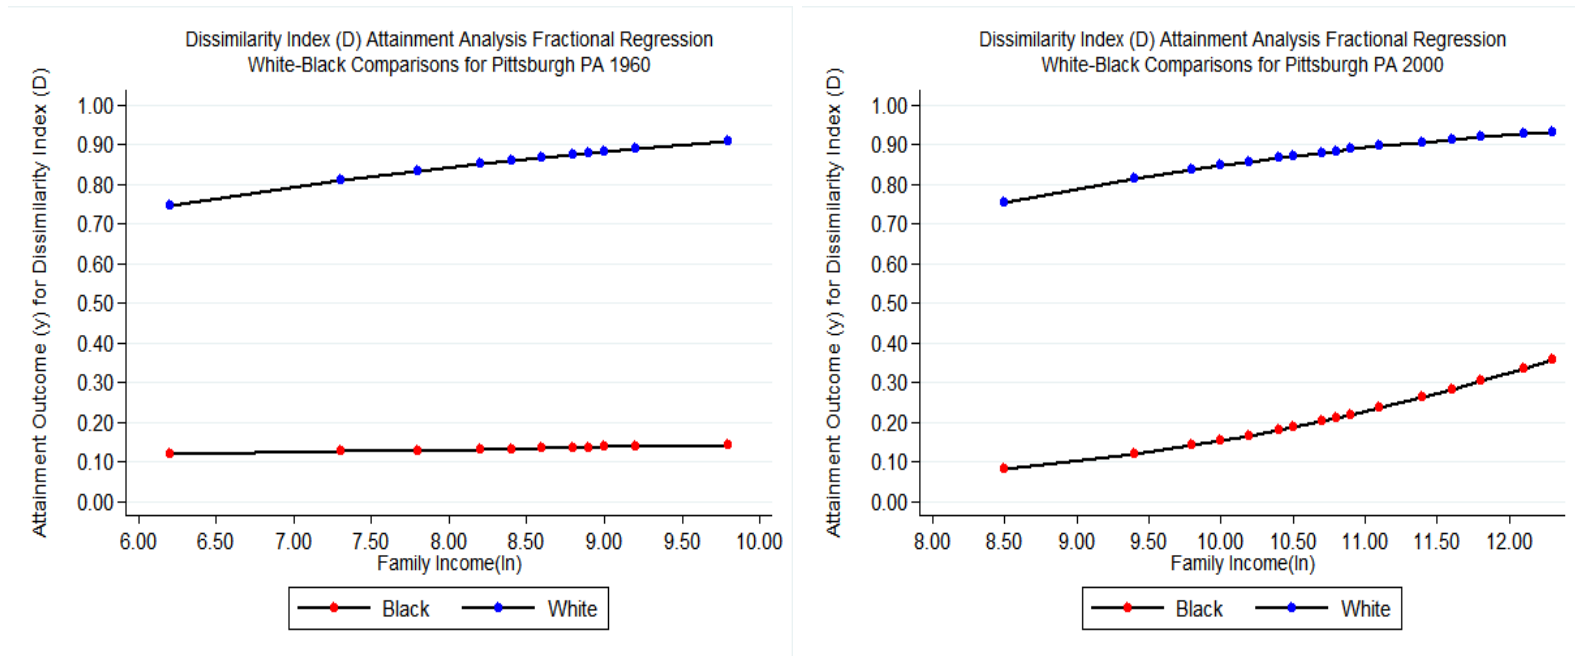 Dissimilarity Index (D) Attainment Analysis Fractional Regression
White-Black Comparisons for Pittsburgh PA 1960
Attainment Outcome (y) for Dissimilarity Index (D)
1.00
0.90
0.80
0.70
0.60
0.50
0.40
0.30
0.20
0.10
0.00
6.00 6.50 7.00 7.50 8.00 8.50 9.00 9.50 10.00
Family Income(ln)
Black White
Dissimilarity Index (D) Attainment Analysis Fractional Regression
White-Black Comparisons for Pittsburgh PA 2000
Attainment Outcome (y) for Dissimilarity Index (D)
1.00
0.90
0.80
0.70
0.60
0.50
0.40
0.30
0.20
0.10
0.00
8.00 8.50 9.00 9.50 10.00 10.50 11.00 11.50 12.00
Family Income(ln)
Black White